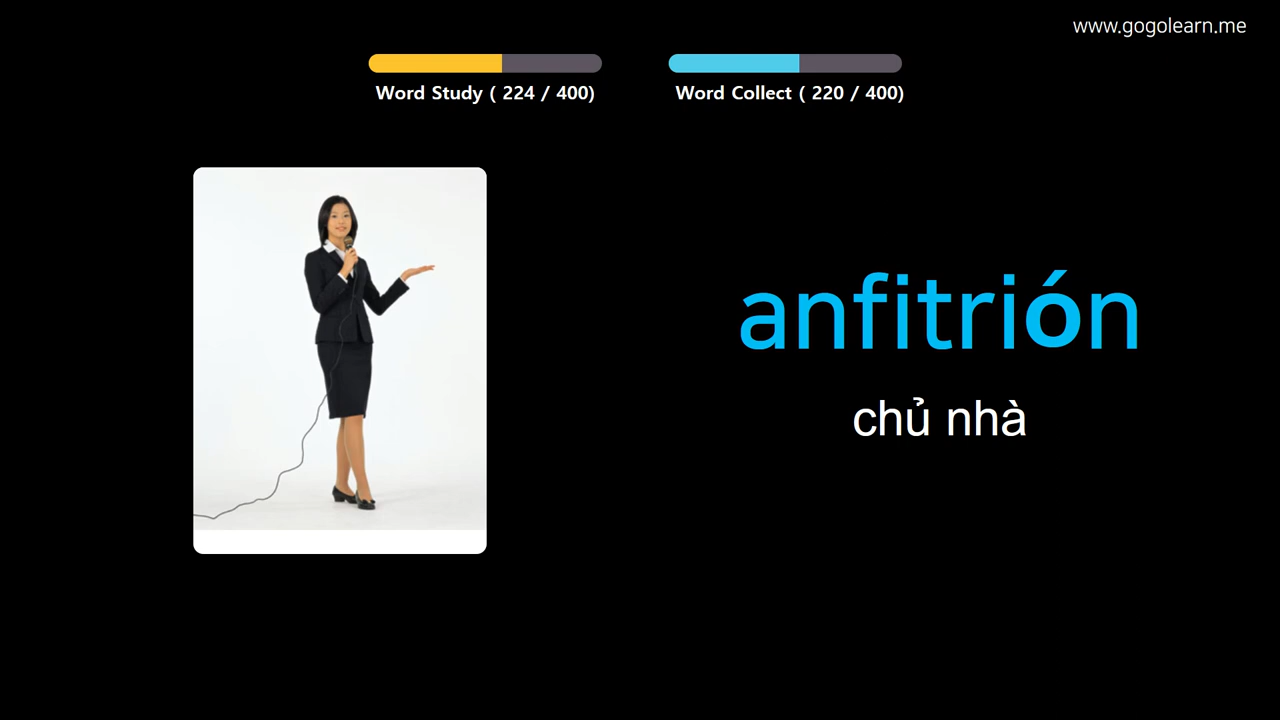 www.gogolearn.me
Word Study ( 224 / 400)
Word Collect ( 220 / 400)
anfitrión
chủ nhà